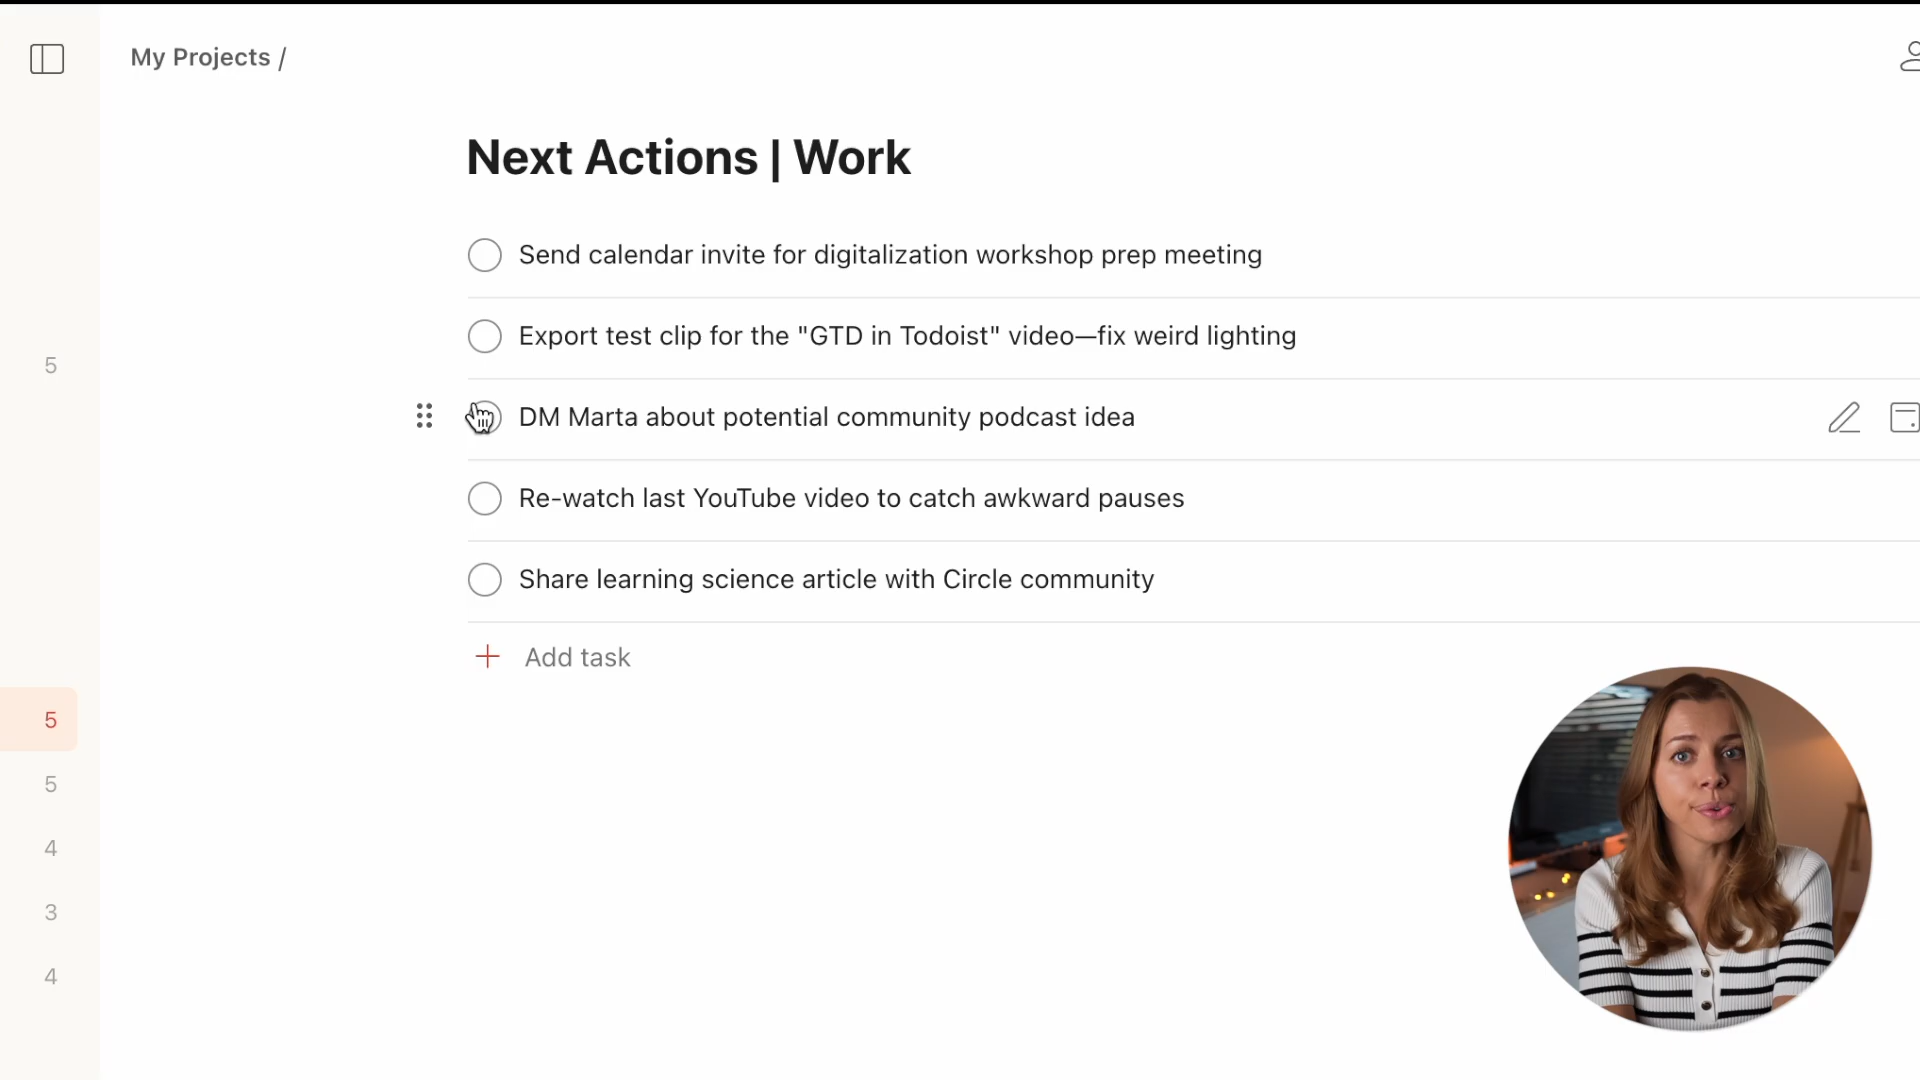 My Projects /
Next Actions | Work
Send calendar invite for digitalization workshop prep meeting
Export test clip for the "GTD in Todoist" video—fix weird lighting
5
DM Marta about potential community podcast idea
Re-watch last YouTube video to catch awkward pauses
Share learning science article with Circle community
Add task
5
5
4
3
4